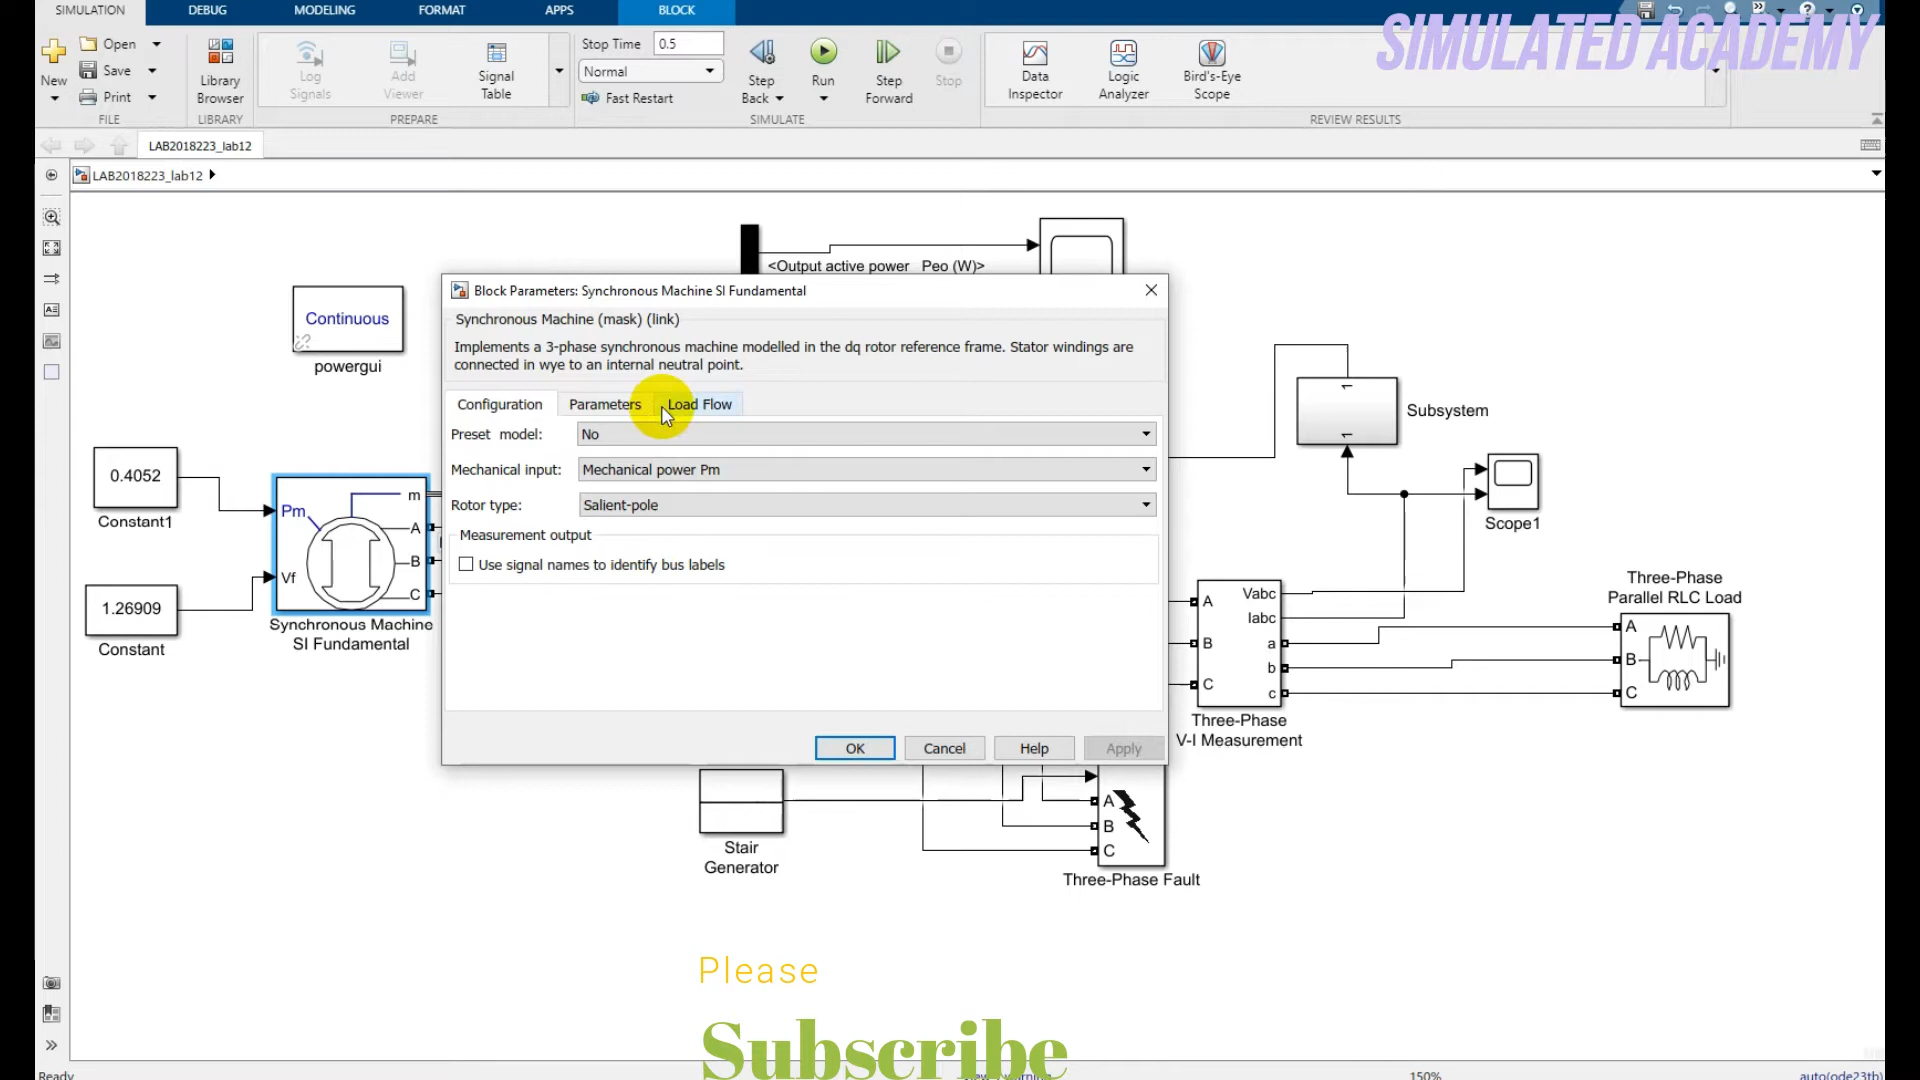 SIMULATION
DEBUG
MODELING
FORMAT
APPS
BLOCK
SIMULATED ACADEMY
New
Open
Save
Print
FILE
Library
Browser
LIBRARY
Log
Signals
Add
Viewer
Signal
Table
PREPARE
Stop Time
0.5
Normal
Fast Restart
Step
Back
Run
Step
Forward
Stop
SIMULATE
Data
Inspector
Logic
Analyzer
Bird's-Eye
Scope
REVIEW RESULTS
LAB2018223_lab12
LAB2018223_lab12
<Output active power Peo (W)>
Continuous
powergui
Block Parameters: Synchronous Machine SI Fundamental
Synchronous Machine (mask) (link)
Implements a 3-phase synchronous machine modelled in the dq rotor reference frame. Stator windings are
connected in wye to an internal neutral point.
Configuration
Parameters
Load Flow
Preset model:
No
Mechanical input:
Mechanical power Pm
Rotor type:
Salient-pole
Measurement output
Use signal names to identify bus labels
OK
Cancel
Help
Apply
0.4052
Constant1
1.26909
Constant
Pm
Vf
m
A
B
C
Synchronous Machine
SI Fundamental
1
1
Subsystem
Scope1
A
B
C
Vabc
Iabc
a
b
c
Three-Phase
V-I Measurement
Three-Phase
Parallel RLC Load
A
B
C
Stair
Generator
A
B
C
Three-Phase Fault
Please
Subscribe
Ready
150%
auto(ode23tb)